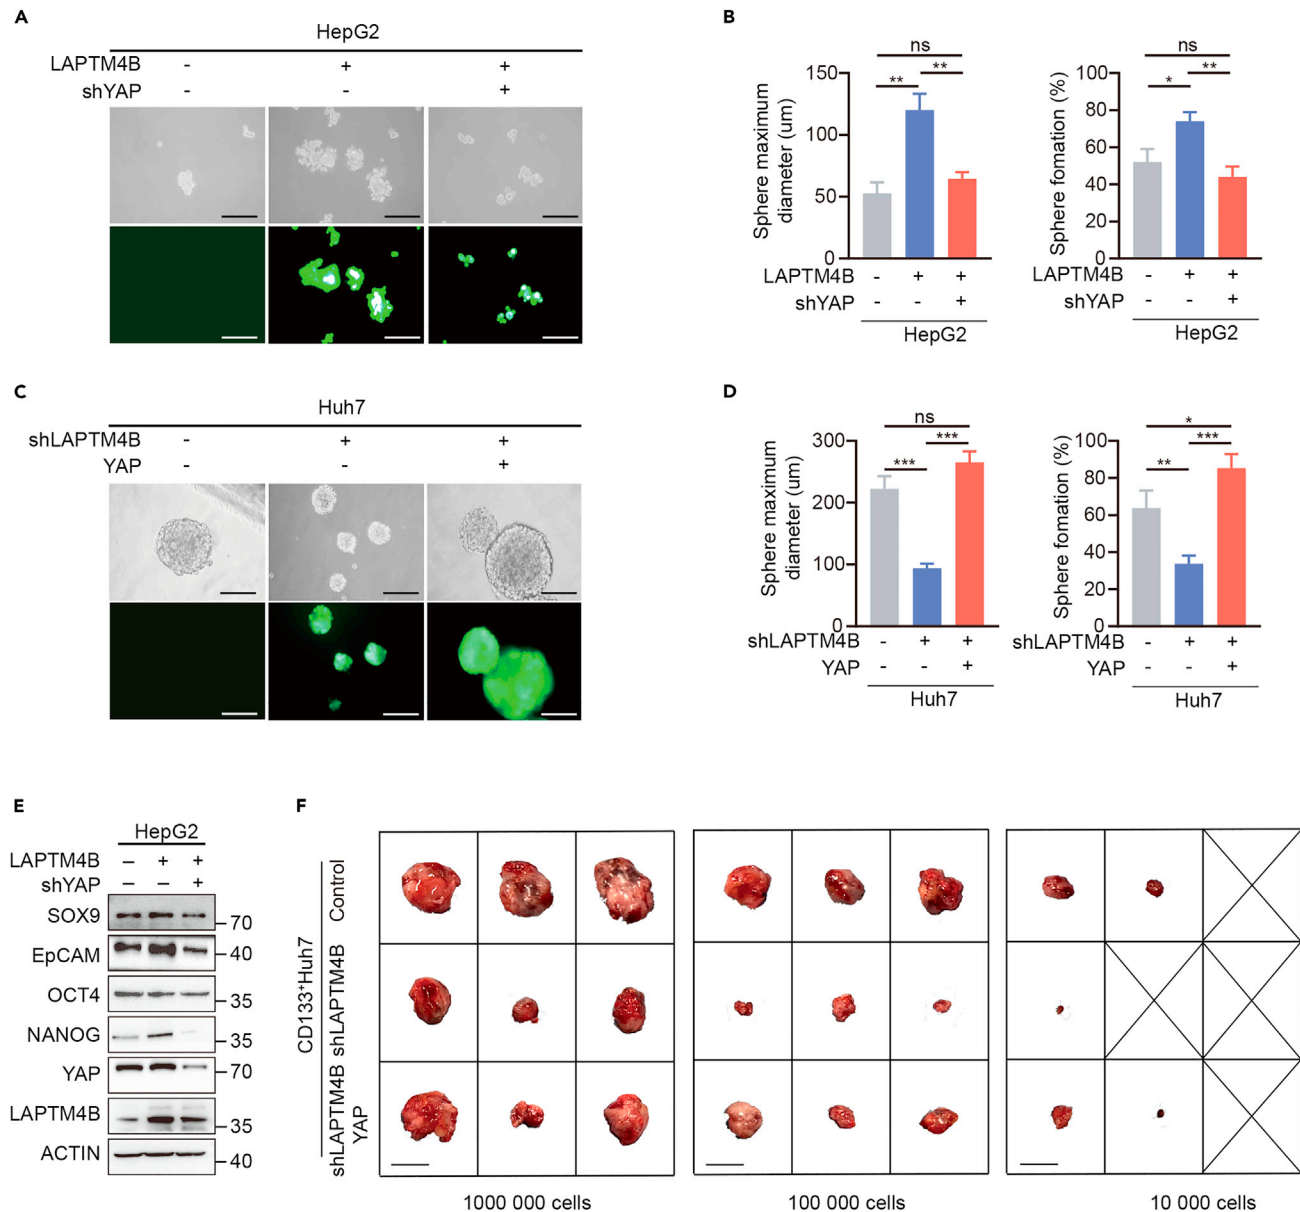 A
HepG2
LAPTM4B - + +
shYAP - - +
B
ns
** **
150
100
50
0
Sphere maximum
diameter (um)
LAPTM4B - + +
shYAP - - +
HepG2
ns
* **
100
80
60
40
20
0
Sphere fomation (%)
LAPTM4B - + +
shYAP - - +
HepG2
C
Huh7
shLAPTM4B - + +
YAP - - +
D
ns
***
***
300
200
100
0
Sphere maximum
diameter (um)
shLAPTM4B - + +
YAP - - +
Huh7
*
***
**
100
80
60
40
20
0
Sphere fomation (%)
shLAPTM4B - + +
YAP - - +
Huh7
E
HepG2
LAPTM4B – + +
shYAP – – +
SOX9 70
EpCAM 40
OCT4 35
NANOG 35
YAP 70
LAPTM4B 35
ACTIN 40
F
CD133+Huh7
Control
shLAPTM4B
shLAPTM4B
YAP
1000 000 cells
100 000 cells
10 000 cells